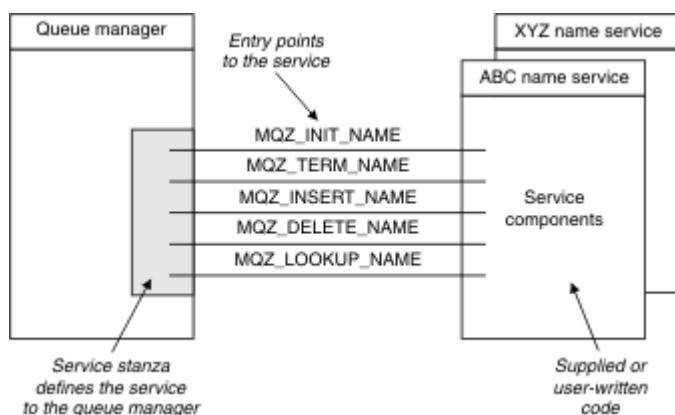 Queue manager
Entry points
to the service
XYZ name service
ABC name service
MQZ_INIT_NAME
MQZ_TERM_NAME
MQZ_INSERT_NAME
MQZ_DELETE_NAME
MQZ_LOOKUP_NAME
Service
components
Service stanza
defines the service
to the queue manager
Supplied or
user-written
code